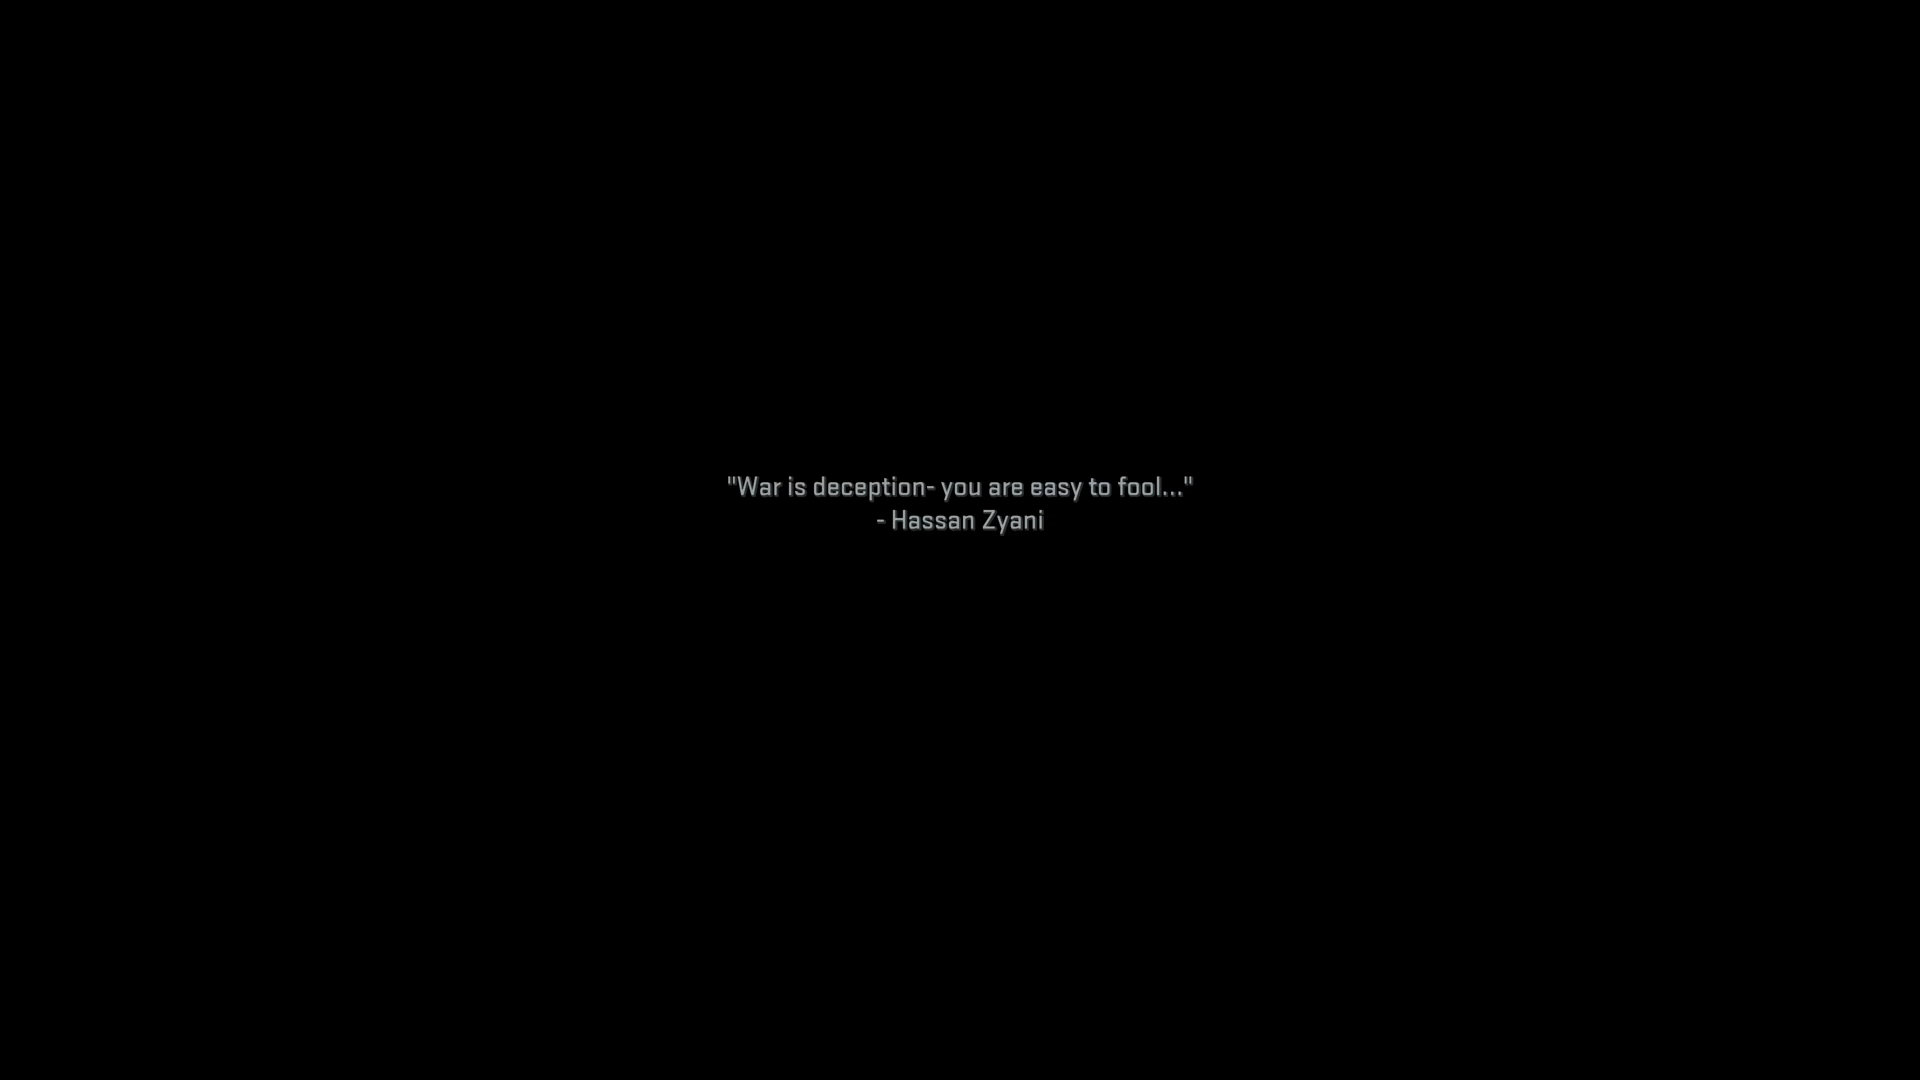 "War is deception- you are easy to fool..."
- Hassan Zyani